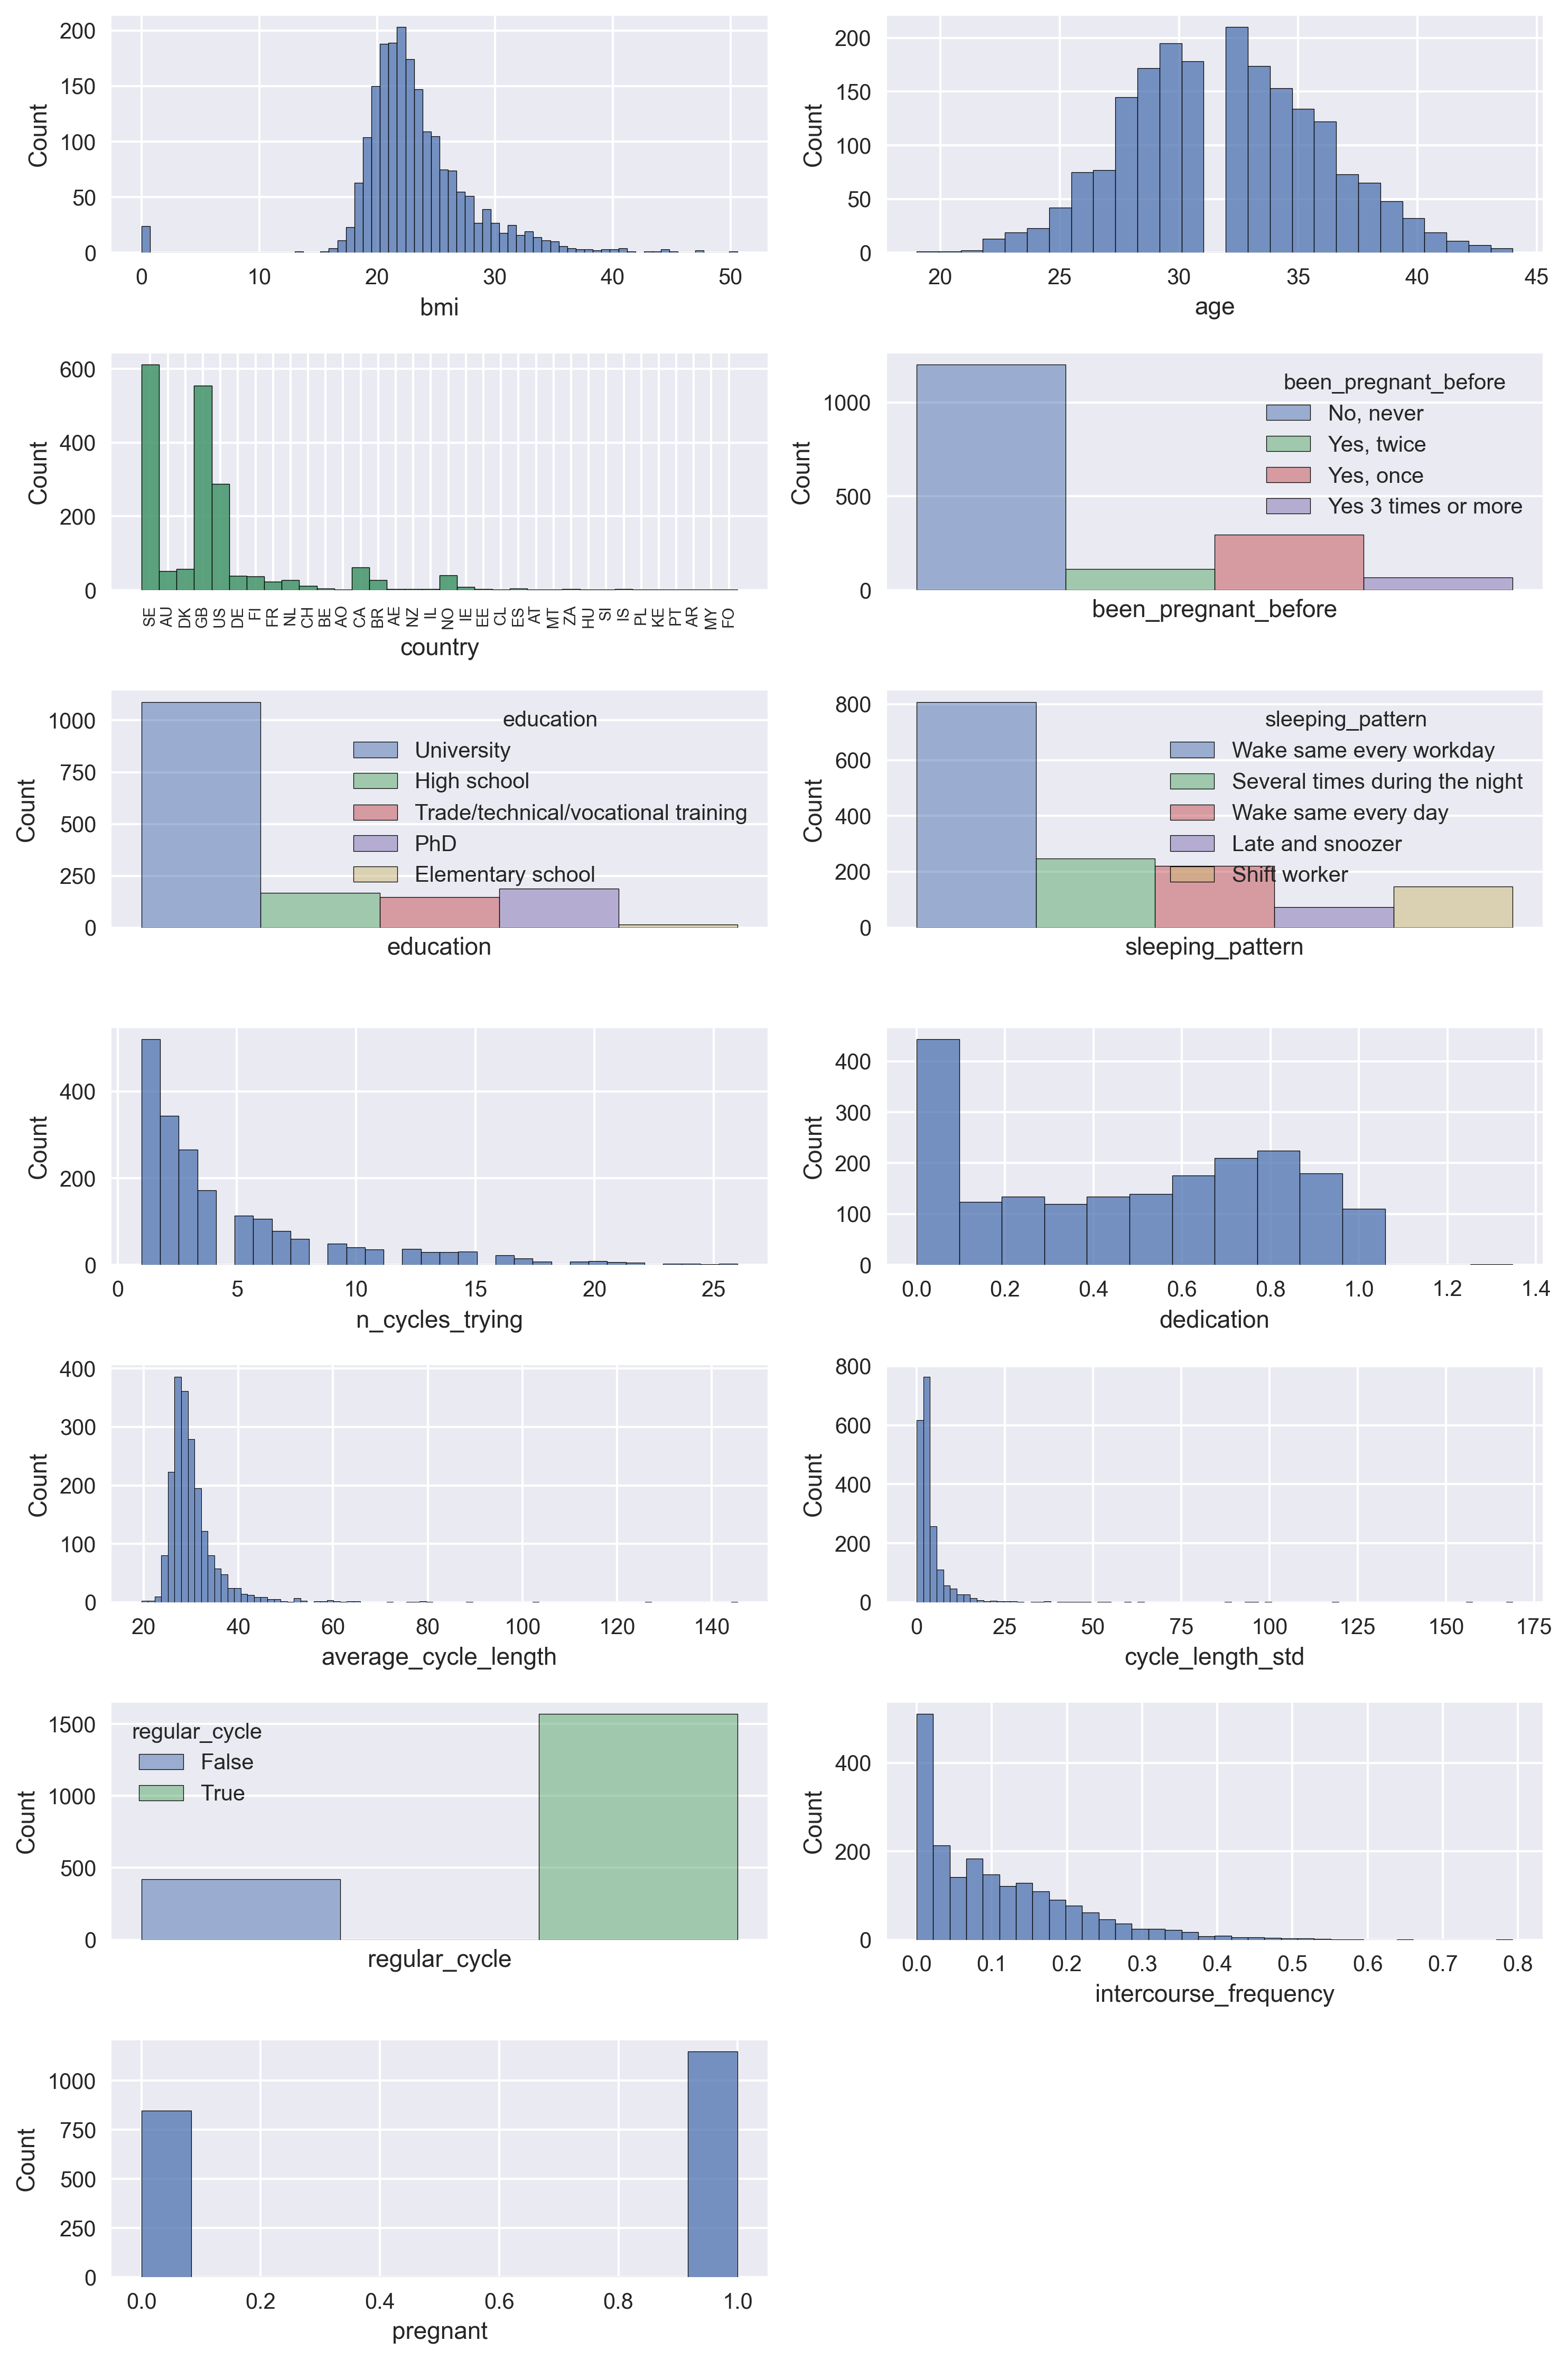 200
150
100
50
0
Count
0 10 20 30 40 50
bmi
200
150
100
50
0
Count
20 25 30 35 40 45
age
600
400
200
0
Count
SE AU DK GB US DE FI FR NL CH BE AO CA BR AE NZ IL NO IE EE CL ES AT MT ZA HU SI IS PL KE PT AR MY FO
country
1000
500
0
Count
been_pregnant_before
No, never
Yes, twice
Yes, once
Yes 3 times or more
been_pregnant_before
1000
750
500
250
0
Count
education
University
High school
Trade/technical/vocational training
PhD
Elementary school
education
800
600
400
200
0
Count
sleeping_pattern
Wake same every workday
Several times during the night
Wake same every day
Late and snoozer
Shift worker
sleeping_pattern
400
200
0
Count
0 5 10 15 20 25
n_cycles_trying
400
300
200
100
0
Count
0.0 0.2 0.4 0.6 0.8 1.0 1.2 1.4
dedication
400
300
200
100
0
Count
20 40 60 80 100 120 140
average_cycle_length
800
600
400
200
0
Count
0 25 50 75 100 125 150 175
cycle_length_std
1500
1000
500
0
Count
regular_cycle
False
True
regular_cycle
400
200
0
Count
0.0 0.1 0.2 0.3 0.4 0.5 0.6 0.7 0.8
intercourse_frequency
1000
750
500
250
0
Count
0.0 0.2 0.4 0.6 0.8 1.0
pregnant